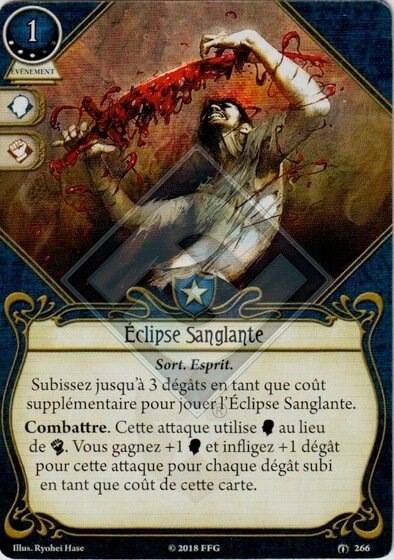 1
ÉVÉNEMENT
Éclipse Sanglante
Sort. Esprit.
Subissez jusqu'à 3 dégâts en tant que coût
supplémentaire pour jouer l'Éclipse Sanglante.
Combattre. Cette attaque utilise au lieu
de . Vous gagnez +1 et infligez +1 dégât
pour cette attaque pour chaque dégât subi
en tant que coût de cette carte.
Illus. Ryohei Hase © 2018 FFG 266